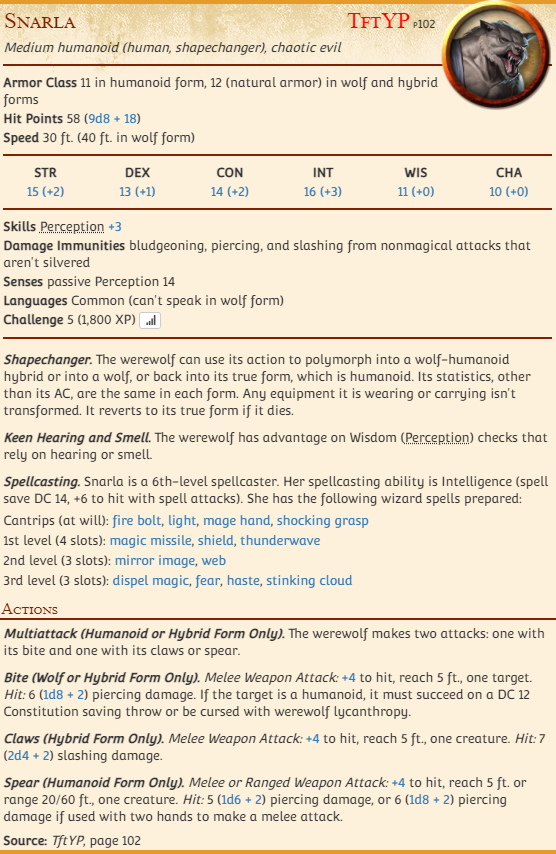 Snarla TftYP p102
Medium humanoid (human, shapechanger), chaotic evil
Armor Class 11 in humanoid form, 12 (natural armor) in wolf and hybrid
forms
Hit Points 58 (9d8 + 18)
Speed 30 ft. (40 ft. in wolf form)
STR DEX CON INT WIS CHA
15 (+2) 13 (+1) 14 (+2) 16 (+3) 11 (+0) 10 (+0)
Skills Perception +3
Damage Immunities bludgeoning, piercing, and slashing from nonmagical attacks that
aren't silvered
Senses passive Perception 14
Languages Common (can't speak in wolf form)
Challenge 5 (1,800 XP)
Shapechanger. The werewolf can use its action to polymorph into a wolf-humanoid
hybrid or into a wolf, or back into its true form, which is humanoid. Its statistics, other
than its AC, are the same in each form. Any equipment it is wearing or carrying isn't
transformed. It reverts to its true form if it dies.
Keen Hearing and Smell. The werewolf has advantage on Wisdom (Perception) checks that
rely on hearing or smell.
Spellcasting. Snarla is a 6th-level spellcaster. Her spellcasting ability is Intelligence (spell
save DC 14, +6 to hit with spell attacks). She has the following wizard spells prepared:
Cantrips (at will): fire bolt, light, mage hand, shocking grasp
1st level (4 slots): magic missile, shield, thunderwave
2nd level (3 slots): mirror image, web
3rd level (3 slots): dispel magic, fear, haste, stinking cloud
Actions
Multiattack (Humanoid or Hybrid Form Only). The werewolf makes two attacks: one with
its bite and one with its claws or spear.
Bite (Wolf or Hybrid Form Only). Melee Weapon Attack: +4 to hit, reach 5 ft., one target.
Hit: 6 (1d8 + 2) piercing damage. If the target is a humanoid, it must succeed on a DC 12
Constitution saving throw or be cursed with werewolf lycanthropy.
Claws (Hybrid Form Only). Melee Weapon Attack: +4 to hit, reach 5 ft., one creature. Hit: 7
(2d4 + 2) slashing damage.
Spear (Humanoid Form Only). Melee or Ranged Weapon Attack: +4 to hit, reach 5 ft. or
range 20/60 ft., one creature. Hit: 5 (1d6 + 2) piercing damage, or 6 (1d8 + 2) piercing
damage if used with two hands to make a melee attack.
Source: TftYP, page 102